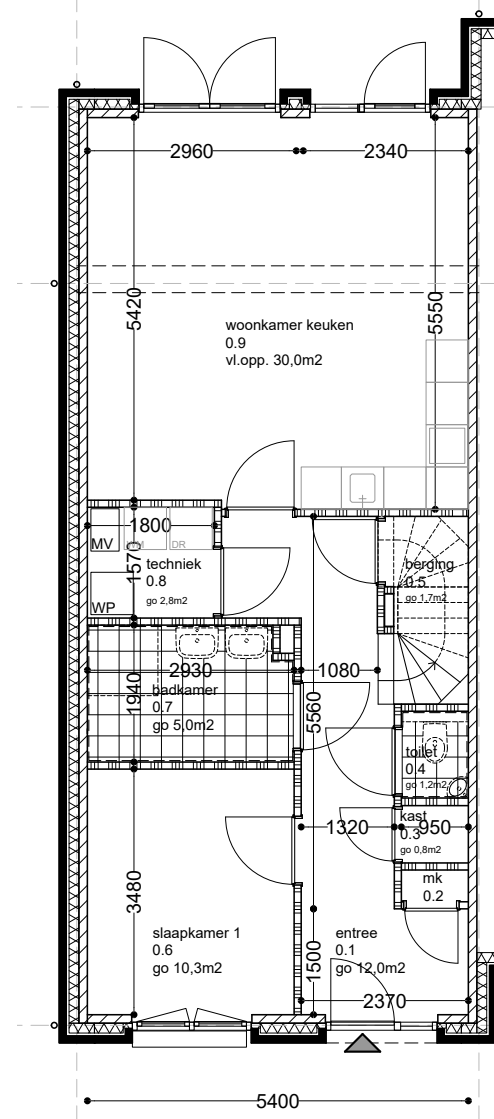 2960
2340
5420
5550
woonkamer keuken
0.9
vl.opp. 30,0m2
1800
MV
DR
1570
techniek
0.8
go 2,8m2
WP
berging
0.5
go 1,7m2
2930
1080
1940
badkamer
0.7
go 5,0m2
5560
toilet
0.4
go 1,2m2
kast
0.3
go 0,8m2
1320
950
mk
0.2
3480
slaapkamer 1
0.6
go 10,3m2
entree
0.1
go 12,0m2
1500
2370
5400